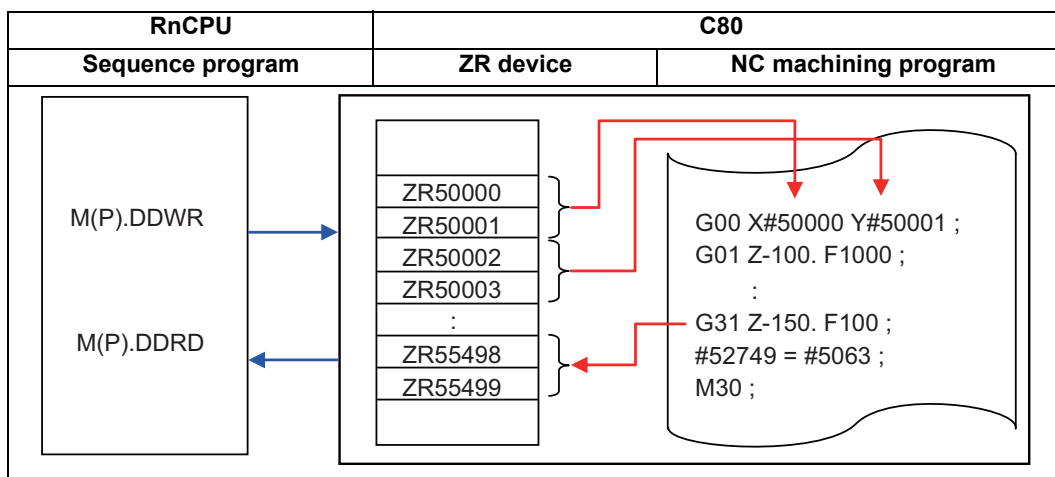 RnCPU C80
Sequence program ZR device NC machining program
M(P).DDWR
M(P).DDRD
ZR50000
ZR50001
ZR50002
ZR50003
:
ZR55498
ZR55499
G00 X#50000 Y#50001 ;
G01 Z-100. F1000 ;
:
G31 Z-150. F100 ;
#52749 = #5063 ;
M30 ;